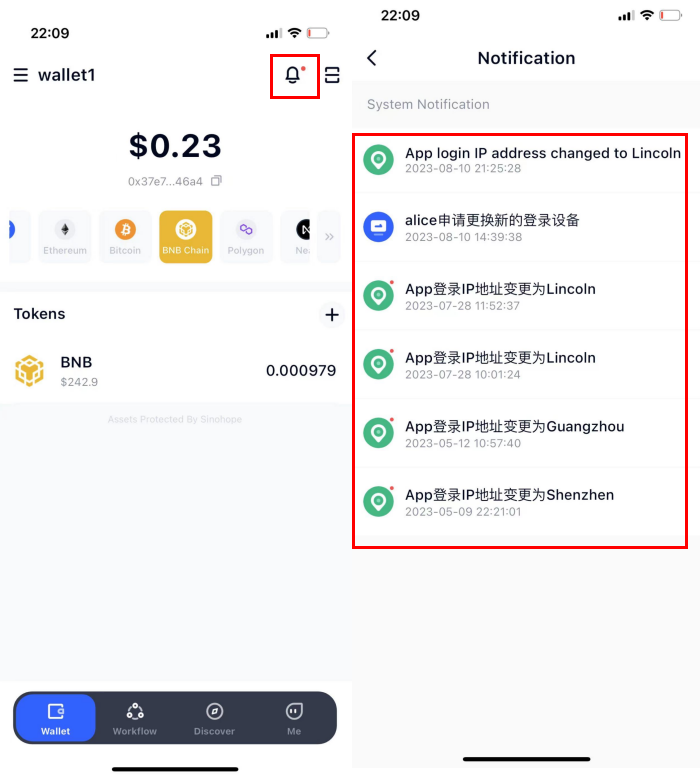 22:09
wallet1
$0.23
0x37e7...46a4
Ethereum
Bitcoin
BNB Chain
Polygon
Nea
Tokens
BNB
$242.9
0.000979
Assets Protected By Sinohope
Wallet
Workflow
Discover
Me
22:09
Notification
System Notification
App login IP address changed to Lincoln
2023-08-10 21:25:28
alice申请更换新的登录设备
2023-08-10 14:39:38
App登录IP地址变更为Lincoln
2023-07-28 11:52:37
App登录IP地址变更为Lincoln
2023-07-28 10:01:24
App登录IP地址变更为Guangzhou
2023-05-12 10:57:40
App登录IP地址变更为Shenzhen
2023-05-09 22:21:01